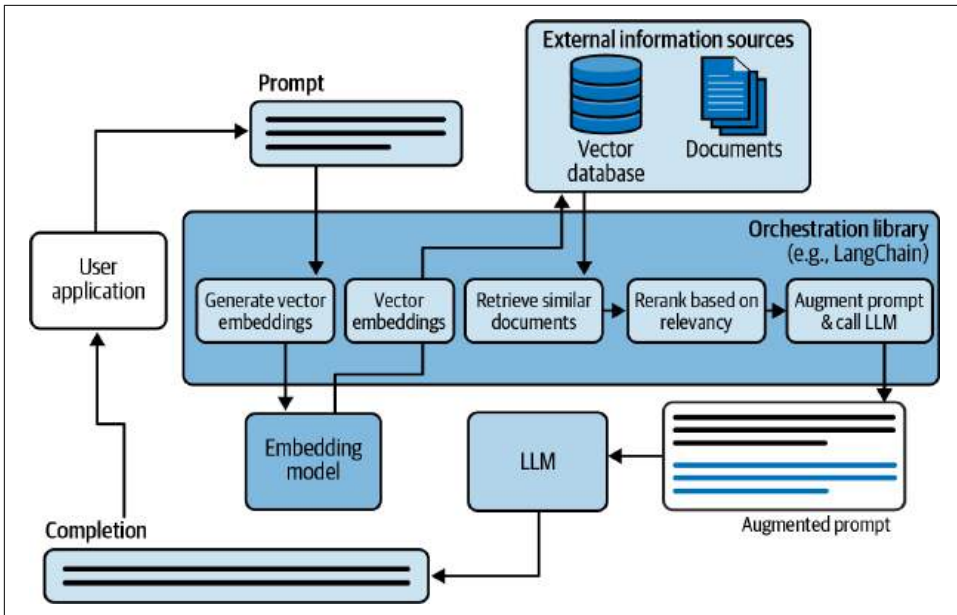 External information sources
Vector
database
Documents
Prompt
Orchestration library
(e.g., LangChain)
User
application
Generate vector
embeddings
Vector
embeddings
Retrieve similar
documents
Rerank based on
relevancy
Augment prompt
& call LLM
Embedding
model
LLM
Augmented prompt
Completion